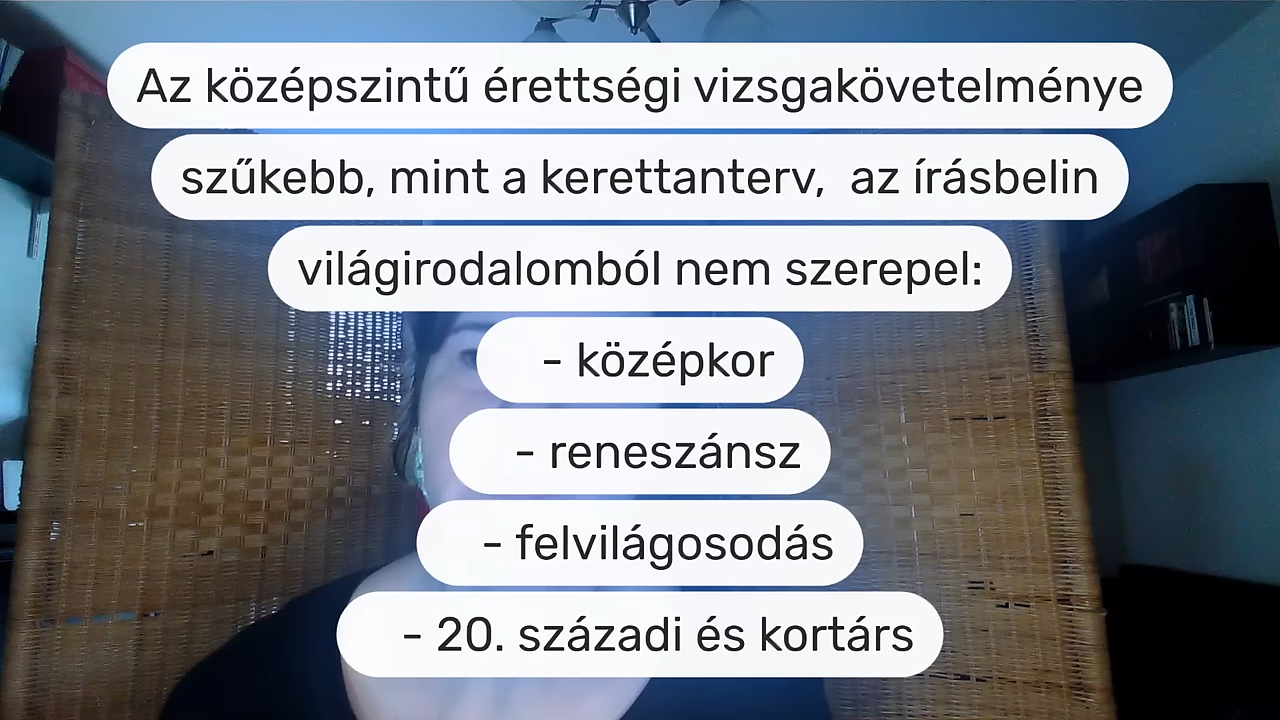 Az középszintű érettségi vizsgakövetelménye
szűkebb, mint a kerettanterv,  az írásbelin
világirodalomból nem szerepel:
- középkor
- reneszánsz
- felvilágosodás
- 20. századi és kortárs